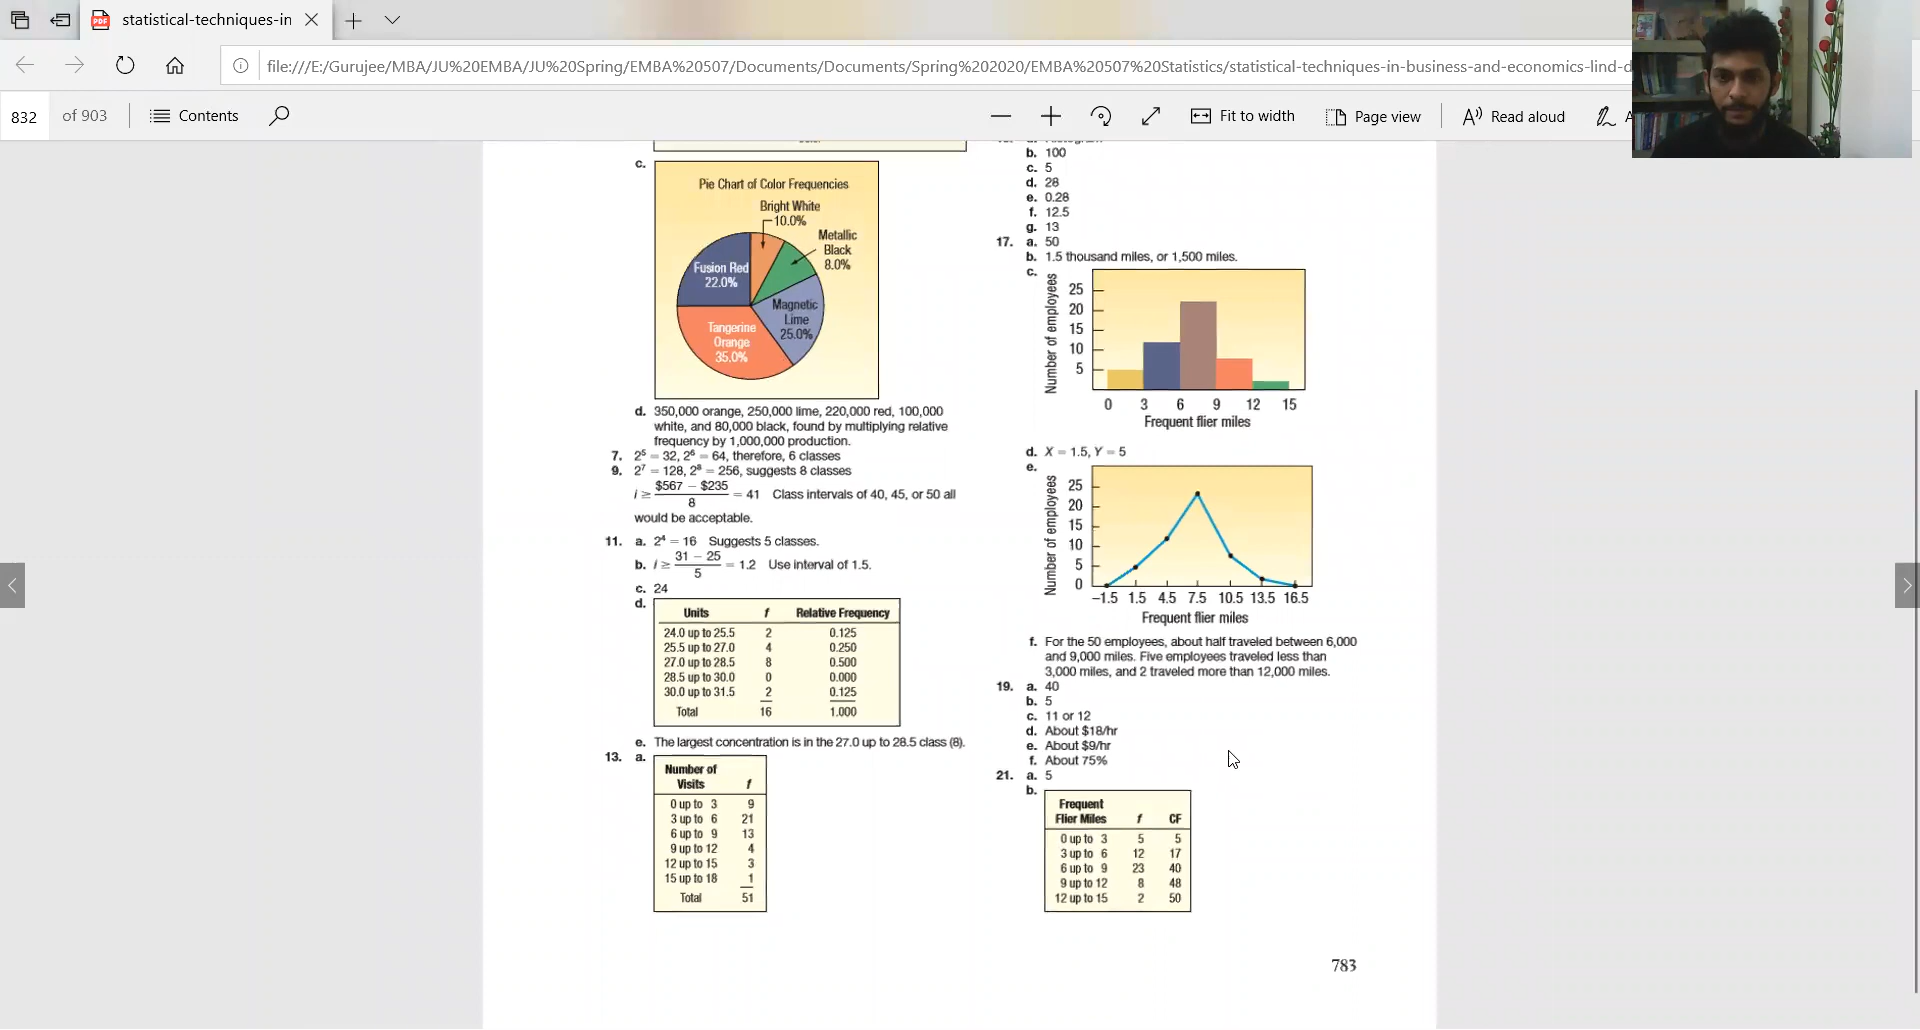 statistical-techniques-in
file:///E:/Gurujee/MBA/JU%20EMBA/JU%20Spring/EMBA%20507/Documents/Documents/Spring%202020/EMBA%20507%20Statistics/statistical-techniques-in-business-and-economics-lind-d
832 of 903
Contents
Fit to width
Page view
Read aloud
c.
Pie Chart of Color Frequencies
Bright White
10.0%
Metallic
Black
8.0%
Fusion Red
22.0%
Magnetic
Lime
25.0%
Tangerine
Orange
35.0%
d. 350,000 orange, 250,000 lime, 220,000 red, 100,000
white, and 80,000 black, found by multiplying relative
frequency by 1,000,000 production.
7. 2⁵ = 32, 2⁶ = 64, therefore, 6 classes
9. 2⁷ = 128, 2⁸ = 256, suggests 8 classes
i ≥ $567 − $235 / 8 = 41 Class intervals of 40, 45, or 50 all
would be acceptable.
11. a. 2⁴ = 16 Suggests 5 classes.
b. i ≥ 31 − 25 / 5 = 1.2 Use interval of 1.5.
c. 24
d.
Units f Relative Frequency
24.0 up to 25.5 2 0.125
25.5 up to 27.0 4 0.250
27.0 up to 28.5 8 0.500
28.5 up to 30.0 0 0.000
30.0 up to 31.5 2 0.125
Total 16 1.000
e. The largest concentration is in the 27.0 up to 28.5 class (8).
13. a.
Number of
Visits f
0 up to 3 9
3 up to 6 21
6 up to 9 13
9 up to 12 4
12 up to 15 3
15 up to 18 1
Total 51
b. 100
c. 5
d. 28
e. 0.28
f. 12.5
g. 13
17. a. 50
b. 1.5 thousand miles, or 1,500 miles.
c.
Number of employees
25
20
15
10
5
0 3 6 9 12 15
Frequent flier miles
d. X = 1.5, Y = 5
e.
Number of employees
25
20
15
10
5
0
−1.5 1.5 4.5 7.5 10.5 13.5 16.5
Frequent flier miles
f. For the 50 employees, about half traveled between 6,000
and 9,000 miles. Five employees traveled less than
3,000 miles, and 2 traveled more than 12,000 miles.
19. a. 40
b. 5
c. 11 or 12
d. About $18/hr
e. About $9/hr
f. About 75%
21. a. 5
b.
Frequent
Flier Miles f CF
0 up to 3 5 5
3 up to 6 12 17
6 up to 9 23 40
9 up to 12 8 48
12 up to 15 2 50
783